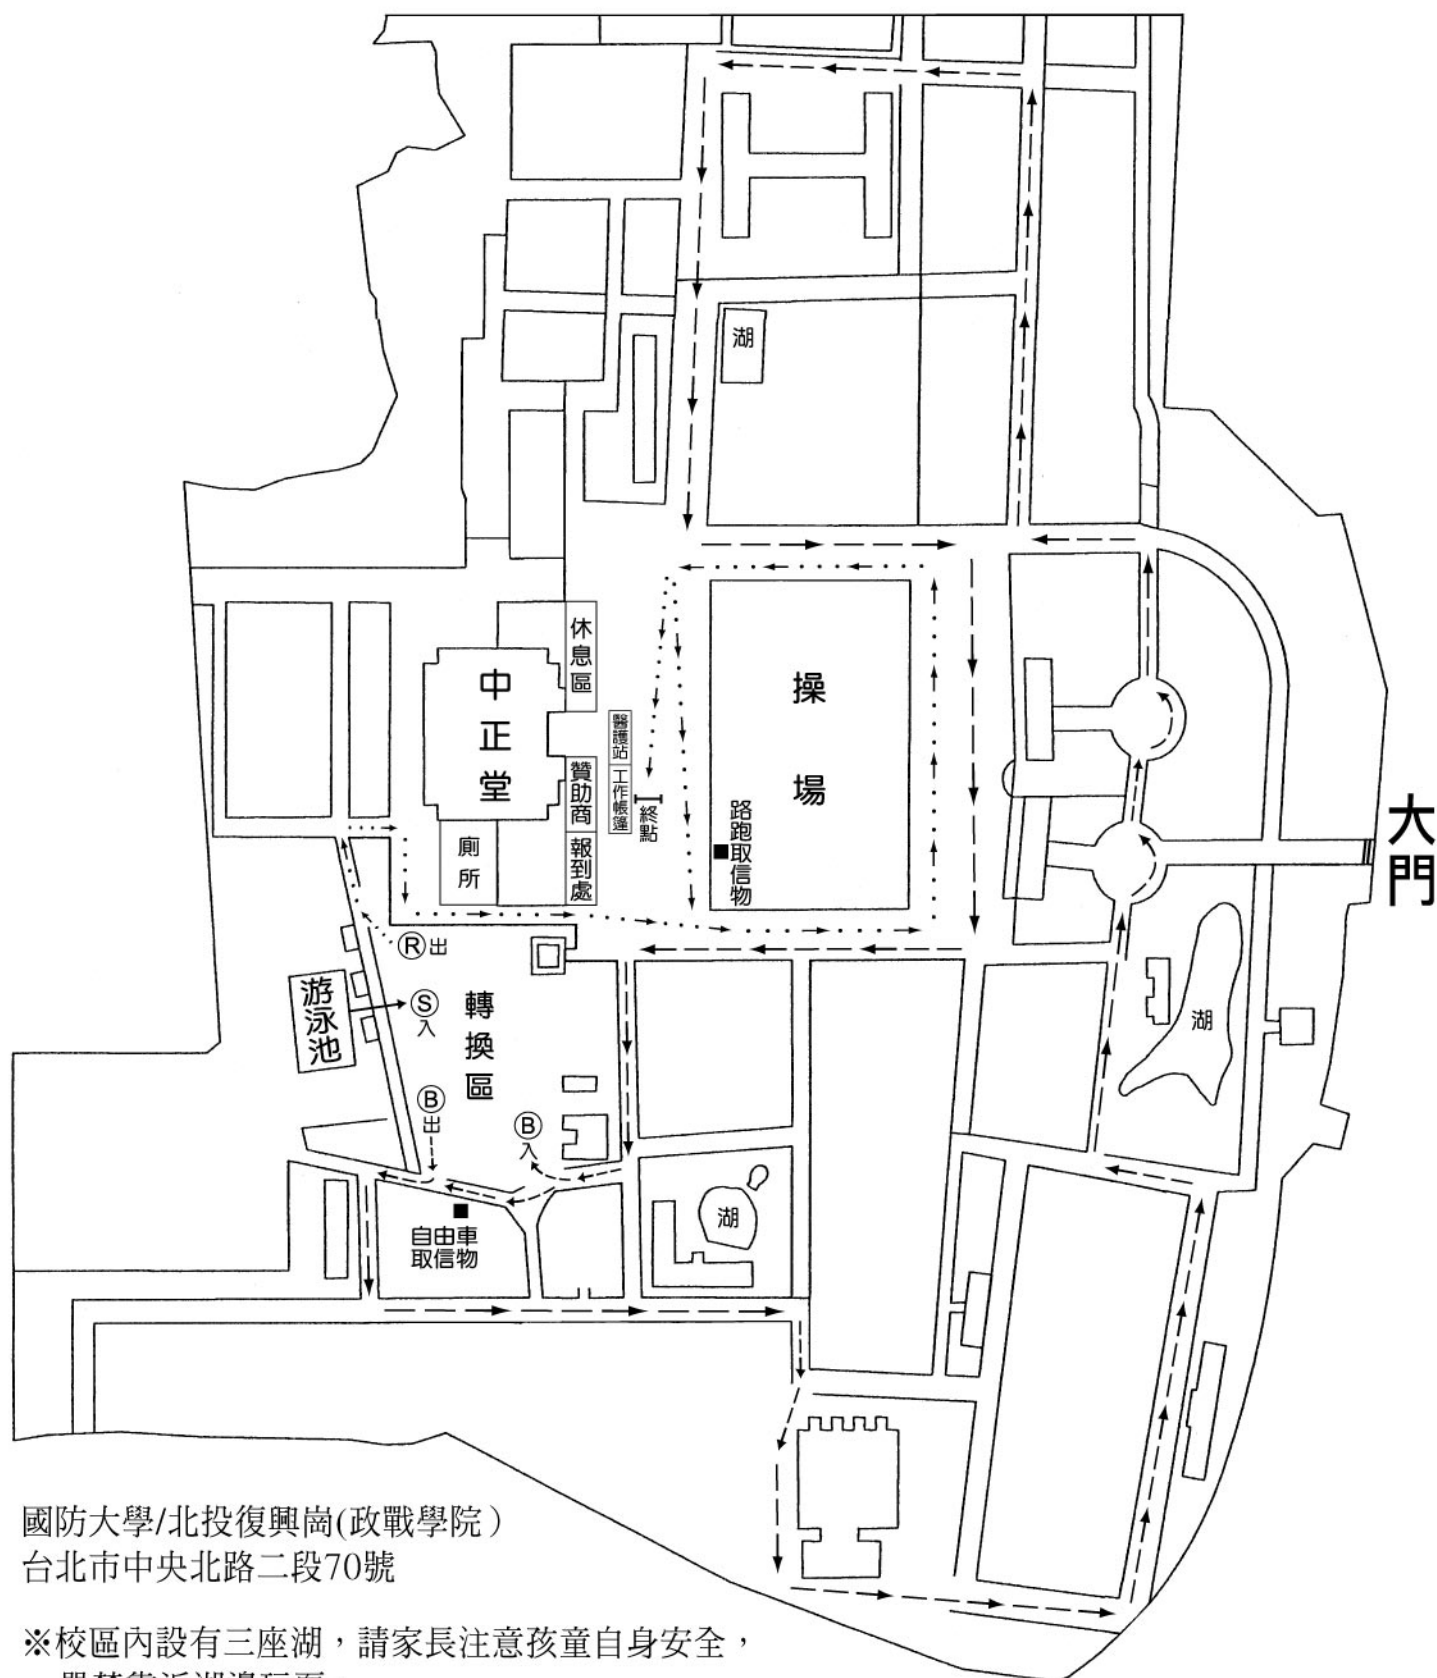 湖
休息區
中正堂
操場
醫護站
工作帳篷
贊助商
終點
路跑取信物
大門
廁所
報到處
Ⓡ出
游泳池
Ⓢ入
轉換區
湖
Ⓑ出
Ⓑ入
湖
自由車
取信物
國防大學/北投復興崗(政戰學院)
台北市中央北路二段70號
※校區內設有三座湖,請家長注意孩童自身安全,